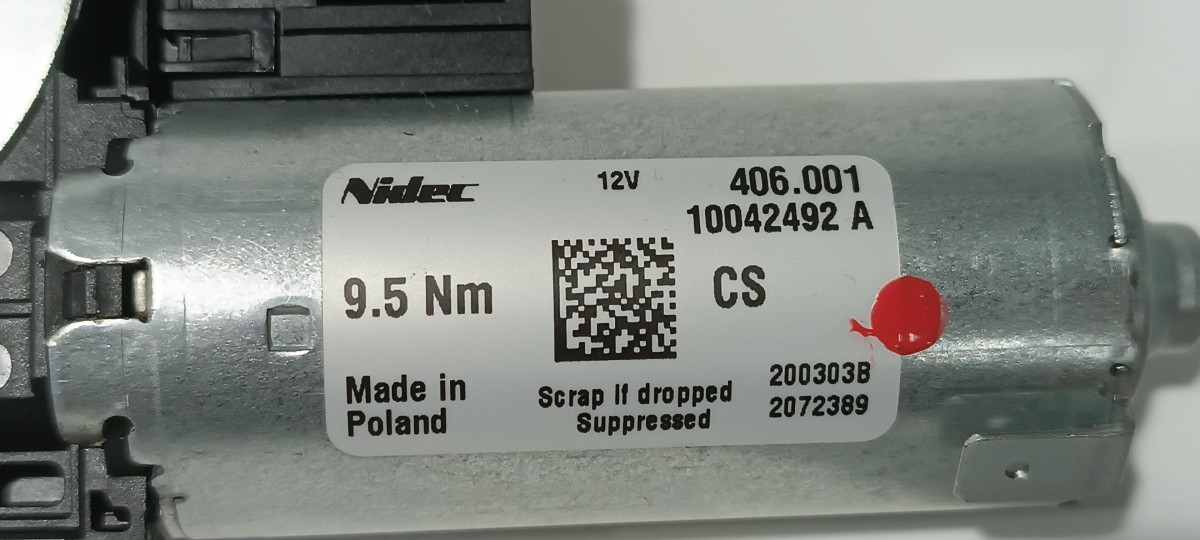 Nidec
12V
406.001
10042492 A
9.5 Nm
CS
Made in
Poland
Scrap If dropped
Suppressed
200303B
2072389